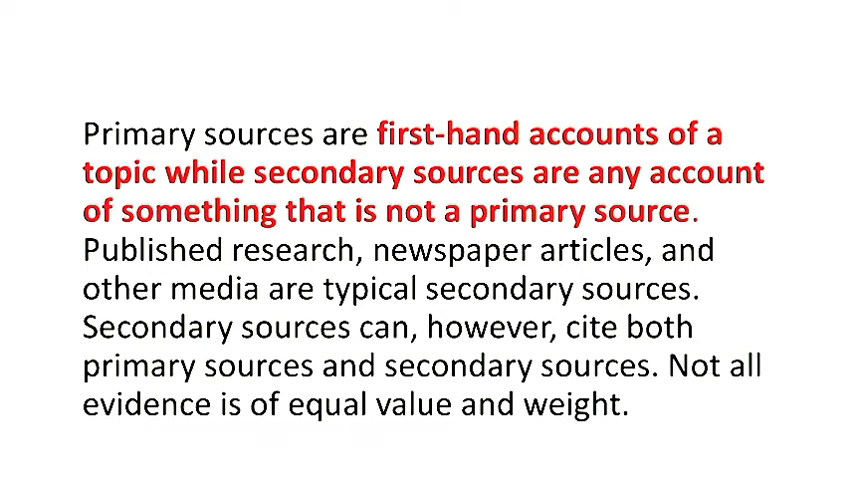 Primary sources are first-hand accounts of a
topic while secondary sources are any account
of something that is not a primary source.
Published research, newspaper articles, and
other media are typical secondary sources.
Secondary sources can, however, cite both
primary sources and secondary sources. Not all
evidence is of equal value and weight.